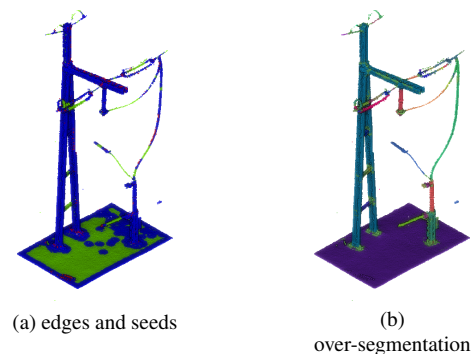 (a) edges and seeds
(b)
over-segmentation